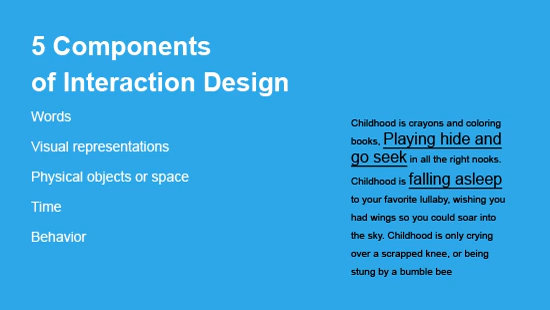 5 Components
of Interaction Design
Words
Visual representations
Physical objects or space
Time
Behavior
Childhood is crayons and coloring
books, Playing hide and
go seek in all the right nooks.
Childhood is falling asleep
to your favorite lullaby, wishing you
had wings so you could soar into
the sky. Childhood is only crying
over a scrapped knee, or being
stung by a bumble bee